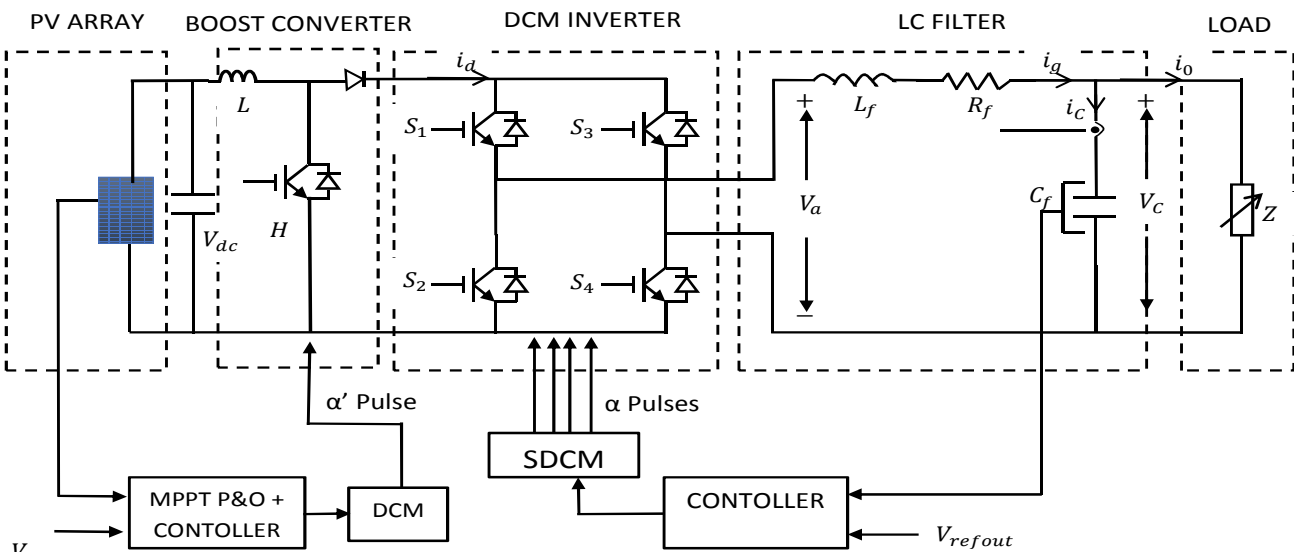 PV ARRAY
BOOST CONVERTER
DCM INVERTER
LC FILTER
LOAD
i_d
i_g
i_0
L
L_f
R_f
i_C
S_1
S_3
+
+
H
V_dc
V_a
C_f
V_C
Z
S_2
S_4
−
−
α’ Pulse
α Pulses
SDCM
MPPT P&O +
CONTOLLER
DCM
CONTOLLER
V_refout
V